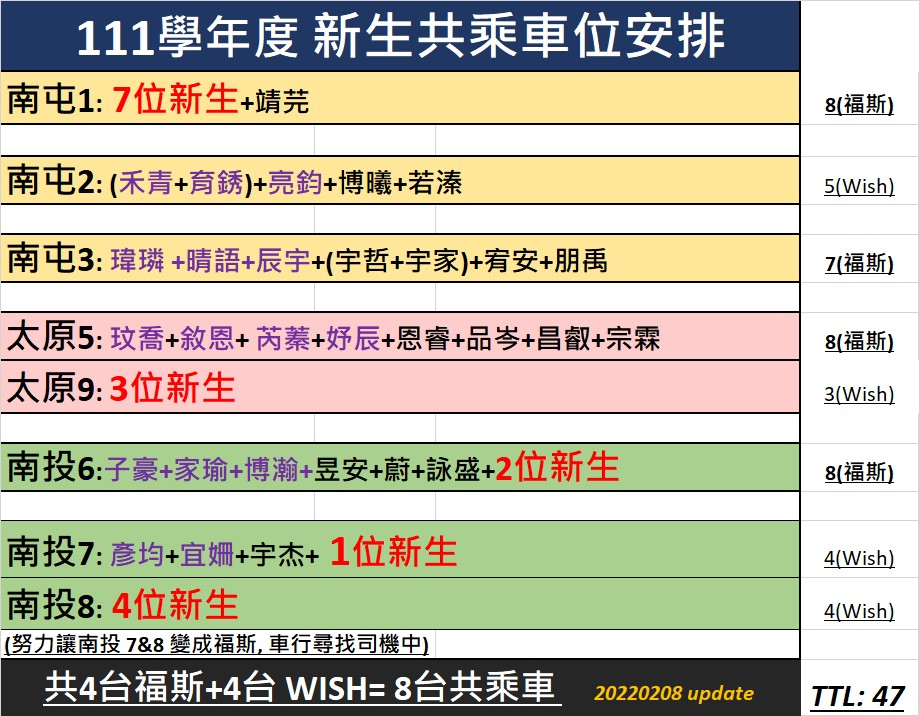 111學年度 新生共乘車位安排
南屯1: 7位新生+靖芫 8(福斯)
南屯2: (禾青+育銹)+亮鈞+博曦+若溱 5(Wish)
南屯3: 瑋璘 +晴語+辰宇+(宇哲+宇家)+宥安+朋禹 7(福斯)
太原5: 玟喬+敘恩+ 芮蓁+妤辰+恩睿+品岑+昌叡+宗霖 8(福斯)
太原9: 3位新生 3(Wish)
南投6:子豪+家瑜+博瀚+昱安+蔚+詠盛+2位新生 8(福斯)
南投7: 彥均+宜姍+宇杰+ 1位新生 4(Wish)
南投8: 4位新生 4(Wish)
(努力讓南投 7&8 變成福斯, 車行尋找司機中)
共4台福斯+4台 WISH= 8台共乘車 20220208 update TTL: 47